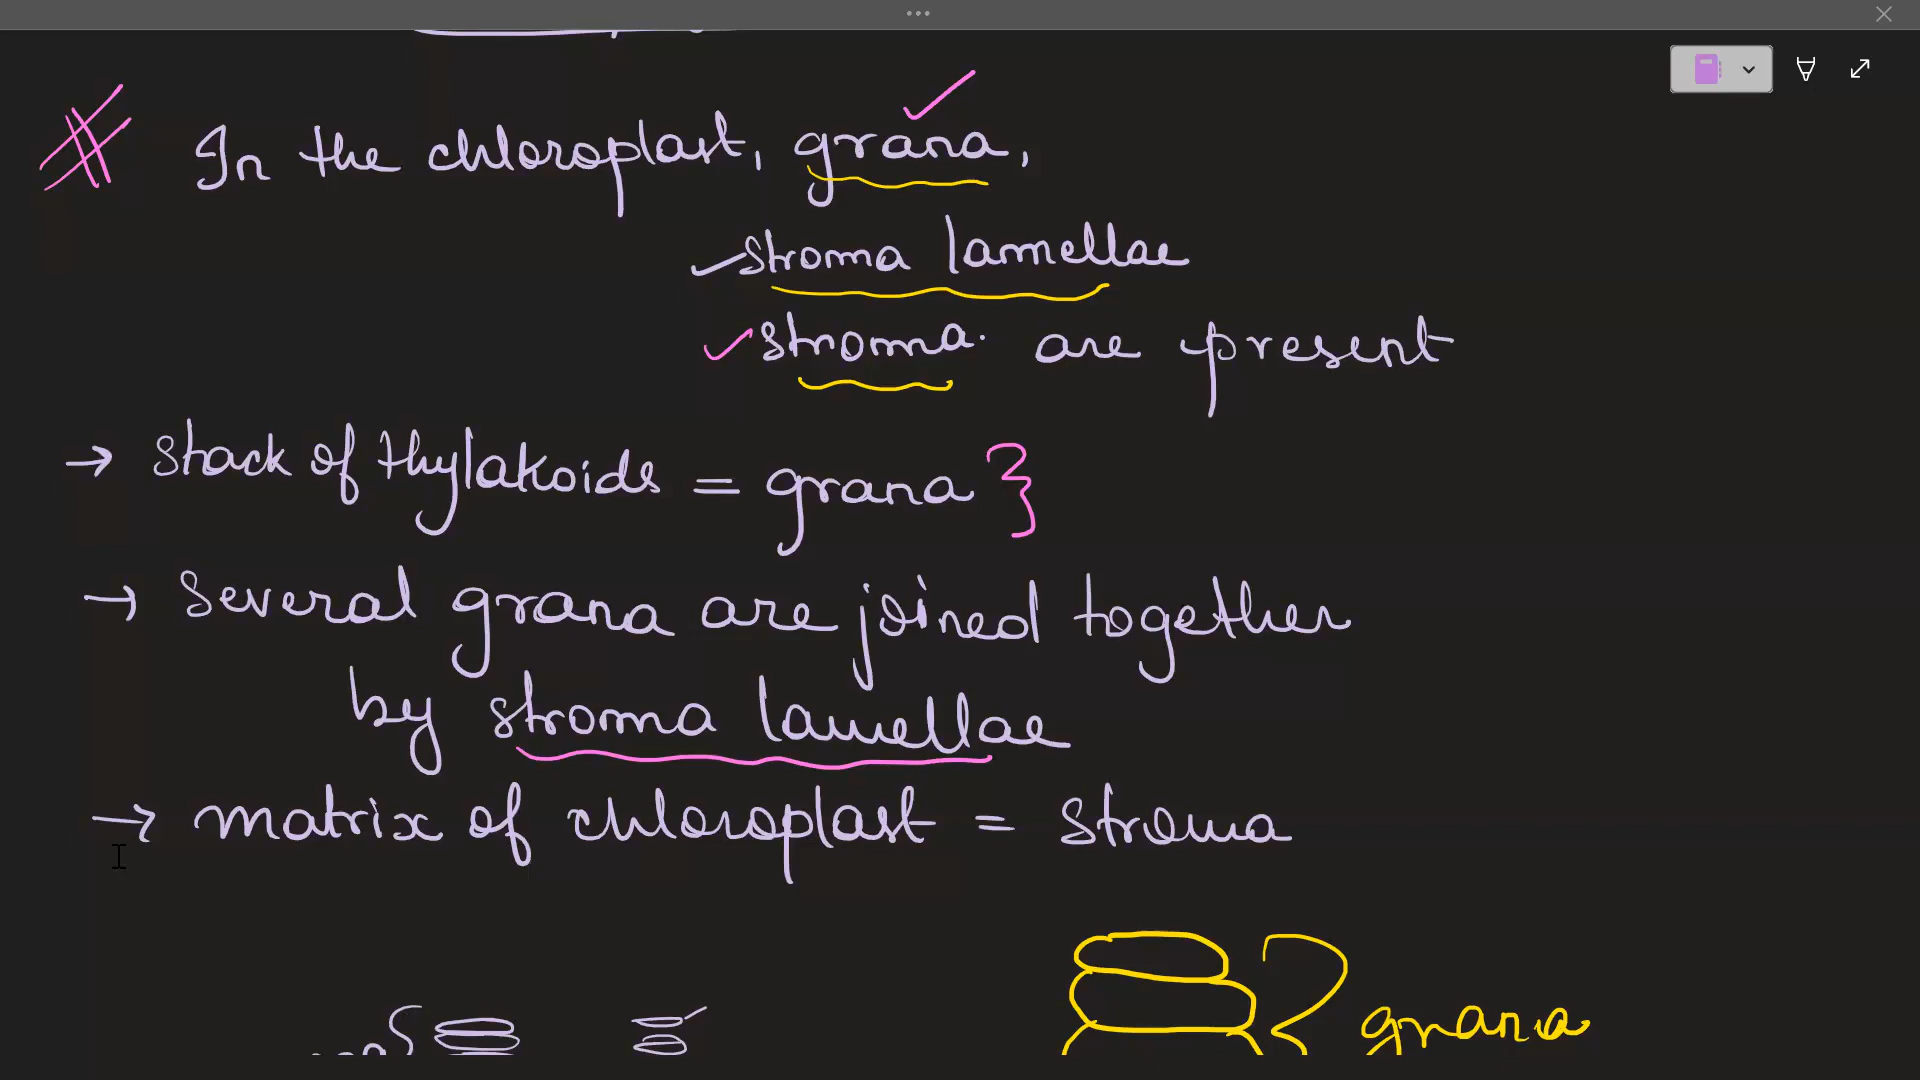 # In the chloroplast, grana,
stroma lamellae
stroma. are present
→ Stack of thylakoids = grana }
→ Several grana are joined together
by stroma lamellae
→ matrix of chloroplast = stroma
grana